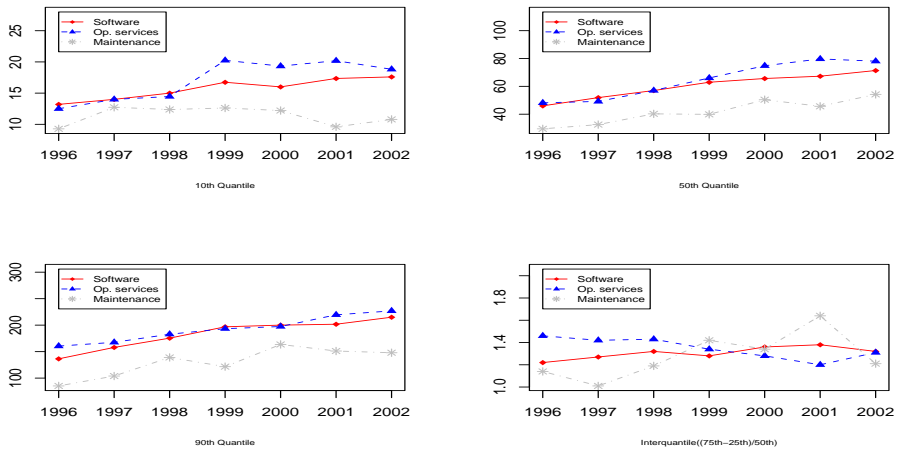 25
20
15
10
Software
Op. services
Maintenance
1996 1997 1998 1999 2000 2001 2002
10th Quantile
100
80
60
40
Software
Op. services
Maintenance
1996 1997 1998 1999 2000 2001 2002
50th Quantile
300
200
100
Software
Op. services
Maintenance
1996 1997 1998 1999 2000 2001 2002
90th Quantile
1.8
1.4
1.0
Software
Op. services
Maintenance
1996 1997 1998 1999 2000 2001 2002
Interquantile((75th−25th)/50th)